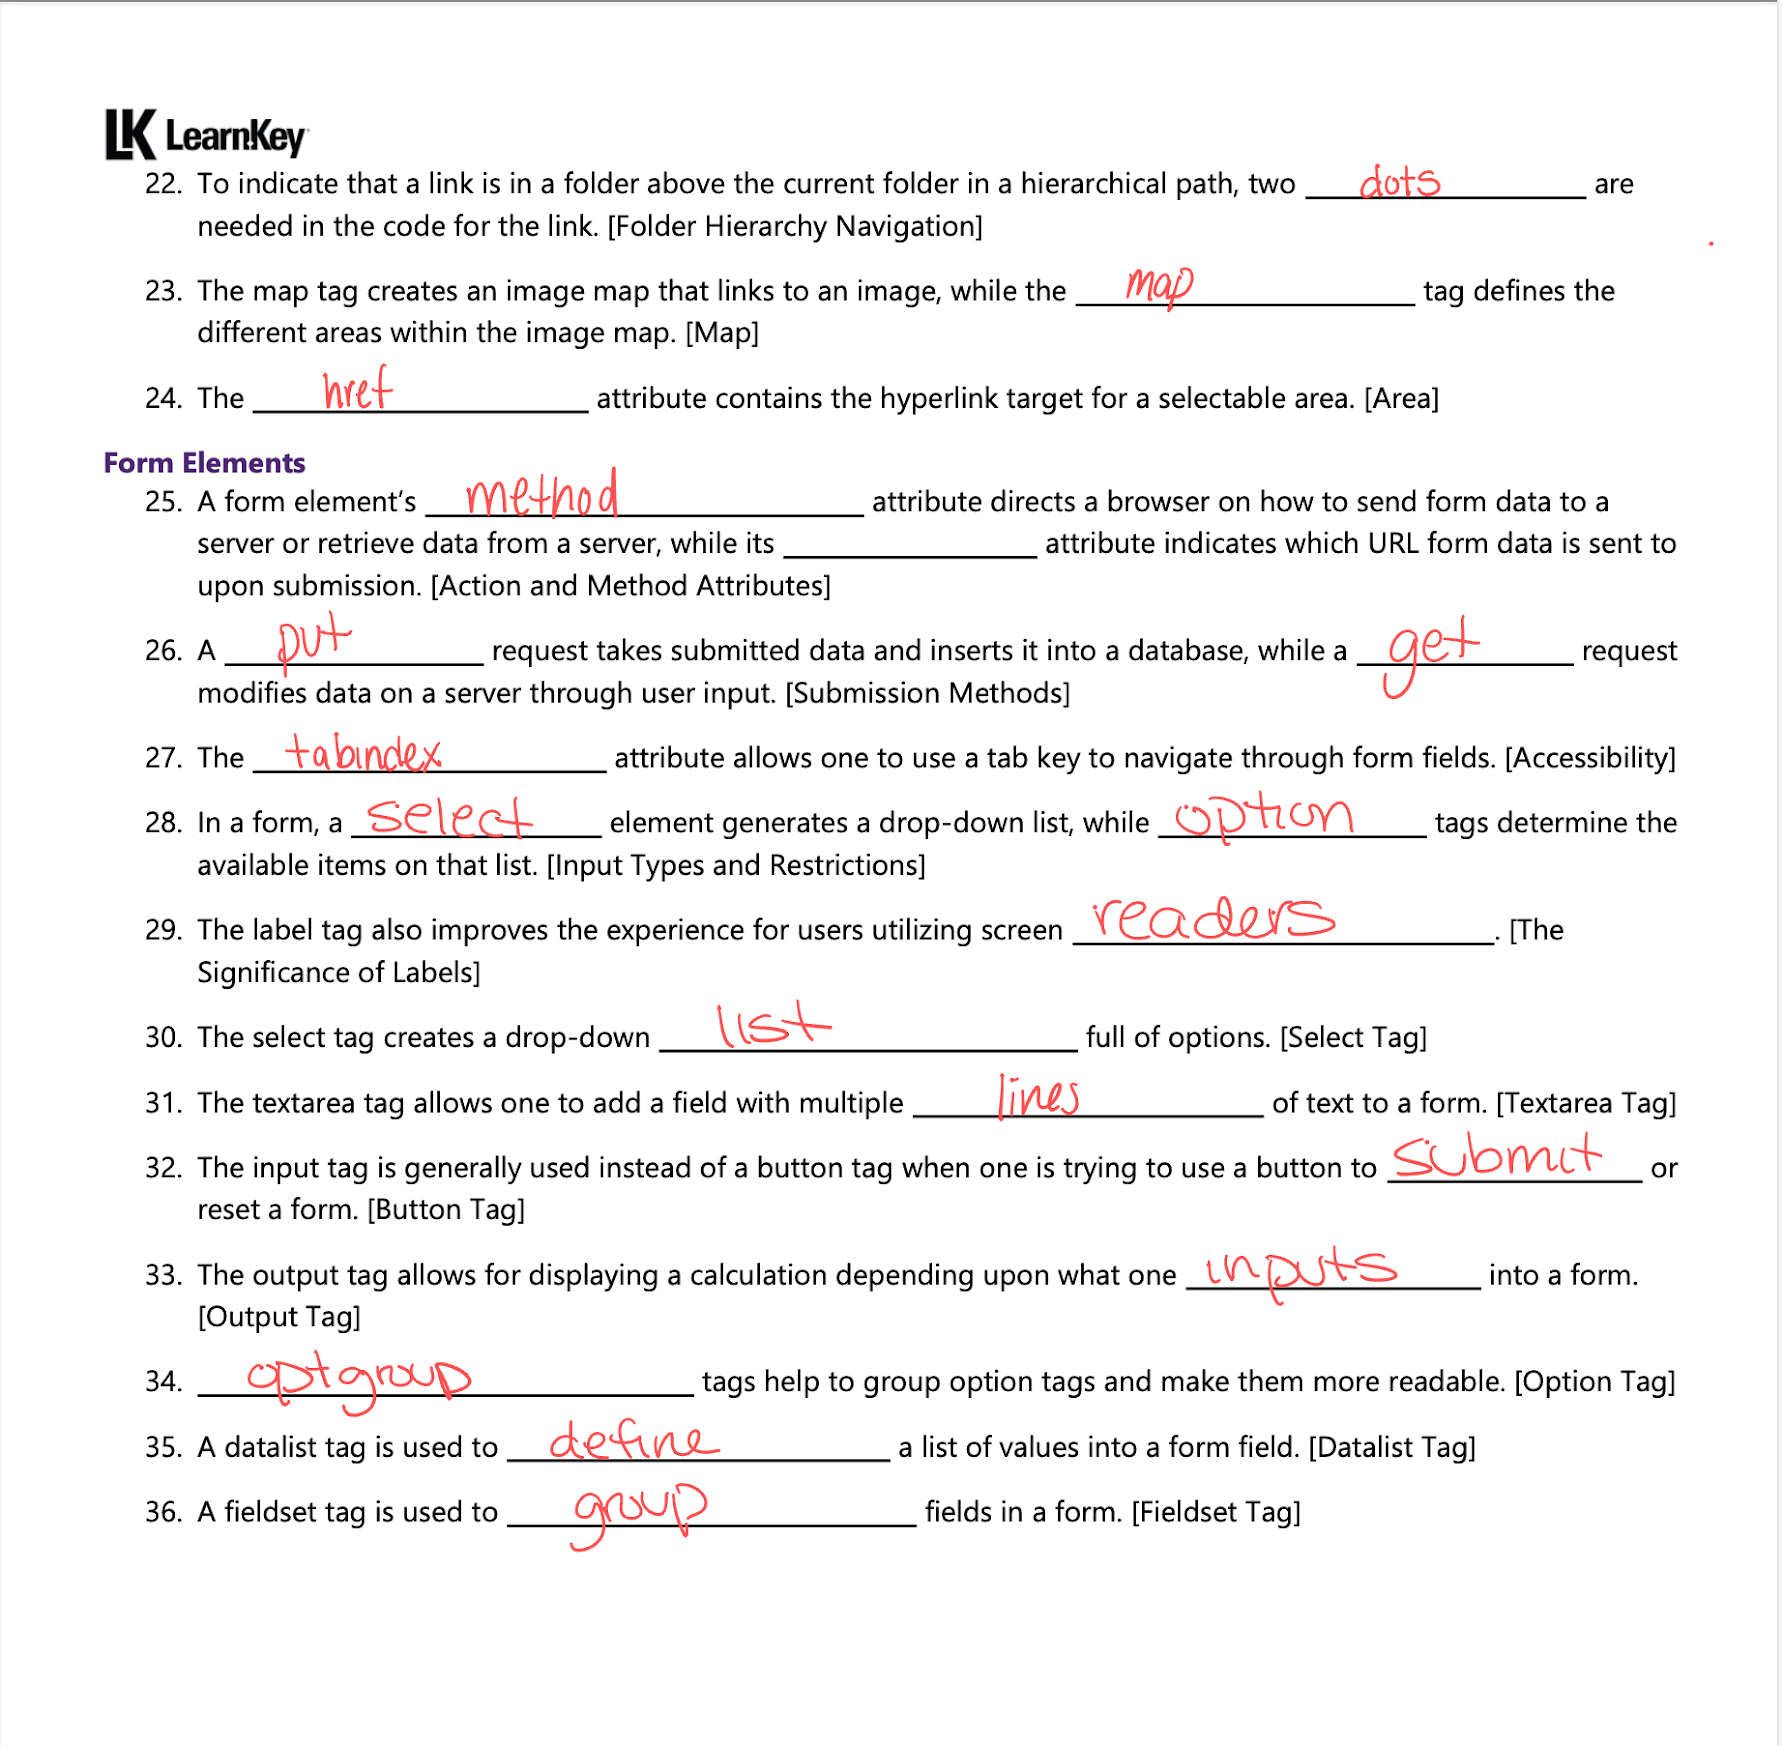 LK LearnKey
22. To indicate that a link is in a folder above the current folder in a hierarchical path, two dots are
needed in the code for the link. [Folder Hierarchy Navigation]
23. The map tag creates an image map that links to an image, while the map tag defines the
different areas within the image map. [Map]
24. The href attribute contains the hyperlink target for a selectable area. [Area]
Form Elements
25. A form element's method attribute directs a browser on how to send form data to a
server or retrieve data from a server, while its ____ attribute indicates which URL form data is sent to
upon submission. [Action and Method Attributes]
26. A put request takes submitted data and inserts it into a database, while a get request
modifies data on a server through user input. [Submission Methods]
27. The tabindex attribute allows one to use a tab key to navigate through form fields. [Accessibility]
28. In a form, a select element generates a drop-down list, while option tags determine the
available items on that list. [Input Types and Restrictions]
29. The label tag also improves the experience for users utilizing screen readers. [The
Significance of Labels]
30. The select tag creates a drop-down list full of options. [Select Tag]
31. The textarea tag allows one to add a field with multiple lines of text to a form. [Textarea Tag]
32. The input tag is generally used instead of a button tag when one is trying to use a button to submit or
reset a form. [Button Tag]
33. The output tag allows for displaying a calculation depending upon what one inputs into a form.
[Output Tag]
34. optgroup tags help to group option tags and make them more readable. [Option Tag]
35. A datalist tag is used to define a list of values into a form field. [Datalist Tag]
36. A fieldset tag is used to group fields in a form. [Fieldset Tag]